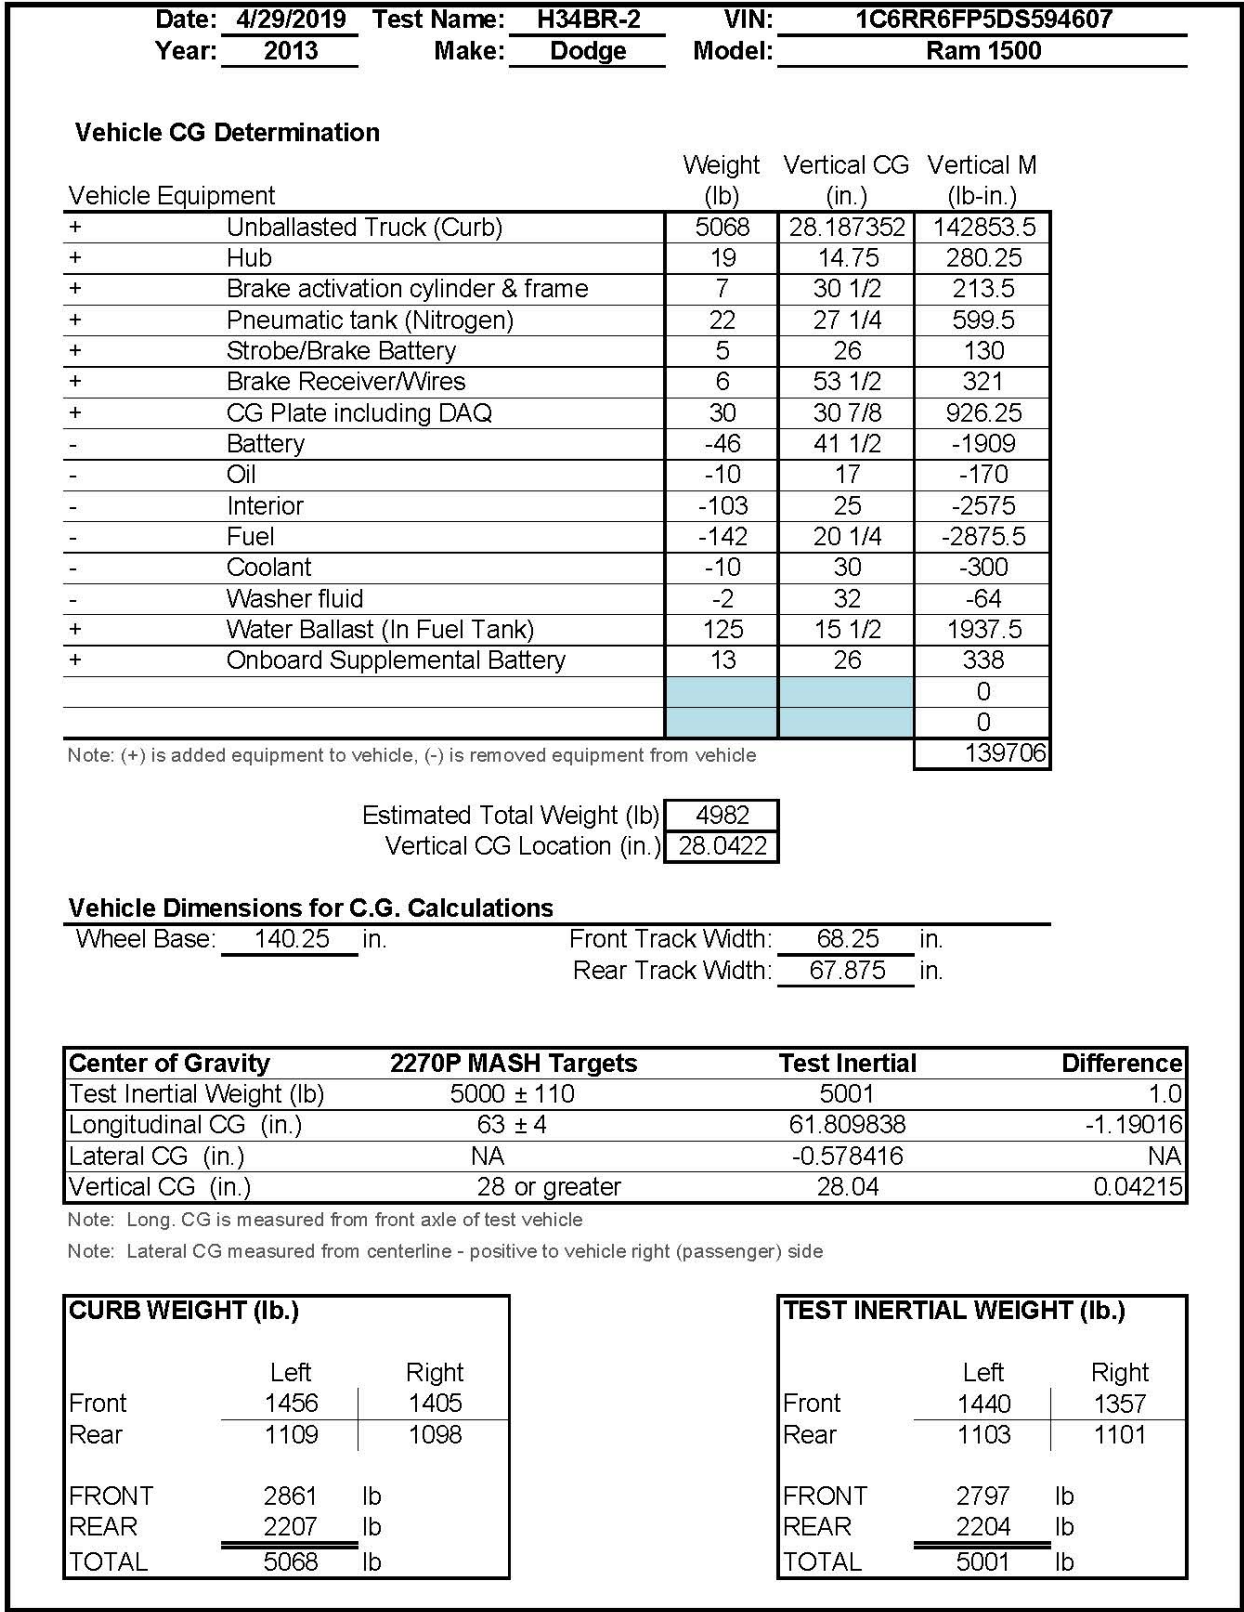 Date: 4/29/2019 Test Name: H34BR-2 VIN: 1C6RR6FP5DS594607
Year: 2013 Make: Dodge Model: Ram 1500
Vehicle CG Determination
Weight Vertical CG Vertical M
Vehicle Equipment (lb) (in.) (lb-in.)
+ Unballasted Truck (Curb) 5068 28.187352 142853.5
+ Hub 19 14.75 280.25
+ Brake activation cylinder & frame 7 30 1/2 213.5
+ Pneumatic tank (Nitrogen) 22 27 1/4 599.5
+ Strobe/Brake Battery 5 26 130
+ Brake Receiver/Wires 6 53 1/2 321
+ CG Plate including DAQ 30 30 7/8 926.25
- Battery -46 41 1/2 -1909
- Oil -10 17 -170
- Interior -103 25 -2575
- Fuel -142 20 1/4 -2875.5
- Coolant -10 30 -300
- Washer fluid -2 32 -64
+ Water Ballast (In Fuel Tank) 125 15 1/2 1937.5
+ Onboard Supplemental Battery 13 26 338
0
0
Note: (+) is added equipment to vehicle, (-) is removed equipment from vehicle 139706
Estimated Total Weight (lb) 4982
Vertical CG Location (in.) 28.0422
Vehicle Dimensions for C.G. Calculations
Wheel Base: 140.25 in. Front Track Width: 68.25 in.
Rear Track Width: 67.875 in.
Center of Gravity 2270P MASH Targets Test Inertial Difference
Test Inertial Weight (lb) 5000 ± 110 5001 1.0
Longitudinal CG (in.) 63 ± 4 61.809838 -1.19016
Lateral CG (in.) NA -0.578416 NA
Vertical CG (in.) 28 or greater 28.04 0.04215
Note: Long. CG is measured from front axle of test vehicle
Note: Lateral CG measured from centerline - positive to vehicle right (passenger) side
CURB WEIGHT (lb.) TEST INERTIAL WEIGHT (lb.)
Left Right Left Right
Front 1456 1405 Front 1440 1357
Rear 1109 1098 Rear 1103 1101
FRONT 2861 lb FRONT 2797 lb
REAR 2207 lb REAR 2204 lb
TOTAL 5068 lb TOTAL 5001 lb